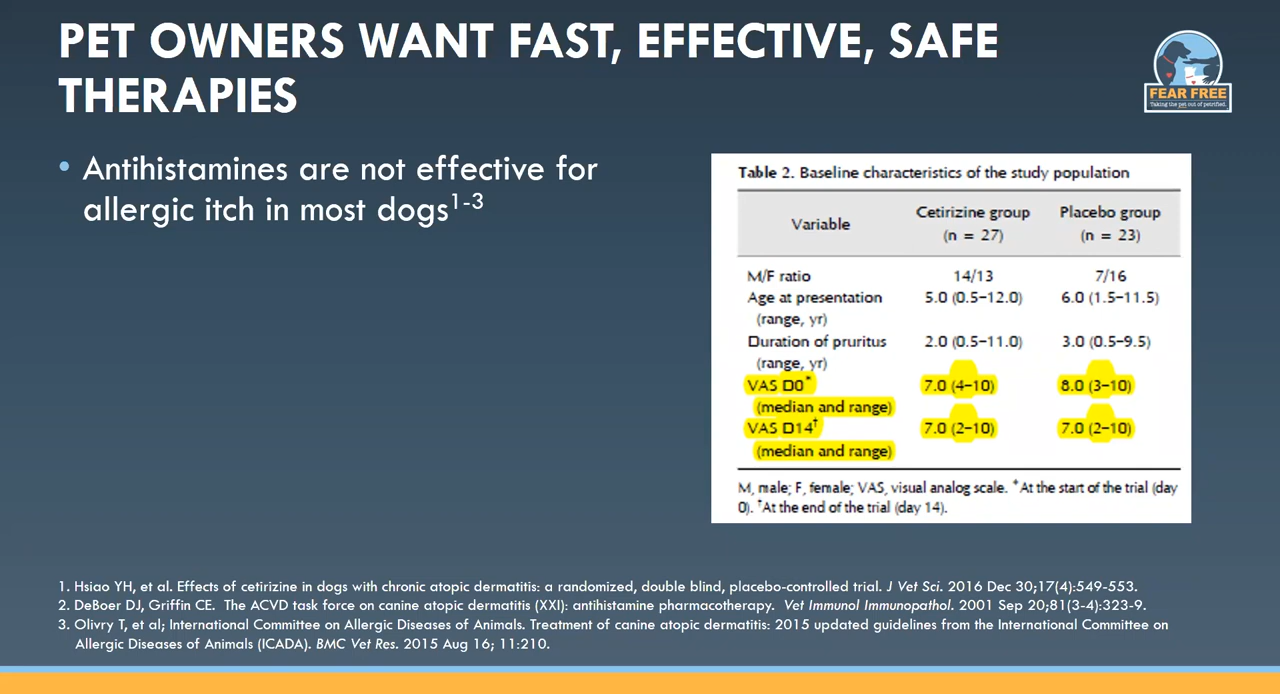 PET OWNERS WANT FAST, EFFECTIVE, SAFE
THERAPIES
FEAR FREE
Taking the pet out of petrified.
• Antihistamines are not effective for
allergic itch in most dogs1-3
Table 2. Baseline characteristics of the study population
Variable Cetirizine group (n = 27) Placebo group (n = 23)
M/F ratio 14/13 7/16
Age at presentation 5.0 (0.5–12.0) 6.0 (1.5–11.5)
(range, yr)
Duration of pruritus 2.0 (0.5–11.0) 3.0 (0.5–9.5)
(range, yr)
VAS D0* 7.0 (4–10) 8.0 (3–10)
(median and range)
VAS D14† 7.0 (2–10) 7.0 (2–10)
(median and range)
M, male; F, female; VAS, visual analog scale. *At the start of the trial (day
0). †At the end of the trial (day 14).
1. Hsiao YH, et al. Effects of cetirizine in dogs with chronic atopic dermatitis: a randomized, double blind, placebo-controlled trial. J Vet Sci. 2016 Dec 30;17(4):549-553.
2. DeBoer DJ, Griffin CE. The ACVD task force on canine atopic dermatitis (XXI): antihistamine pharmacotherapy. Vet Immunol Immunopathol. 2001 Sep 20;81(3-4):323-9.
3. Olivry T, et al; International Committee on Allergic Diseases of Animals. Treatment of canine atopic dermatitis: 2015 updated guidelines from the International Committee on
Allergic Diseases of Animals (ICADA). BMC Vet Res. 2015 Aug 16; 11:210.